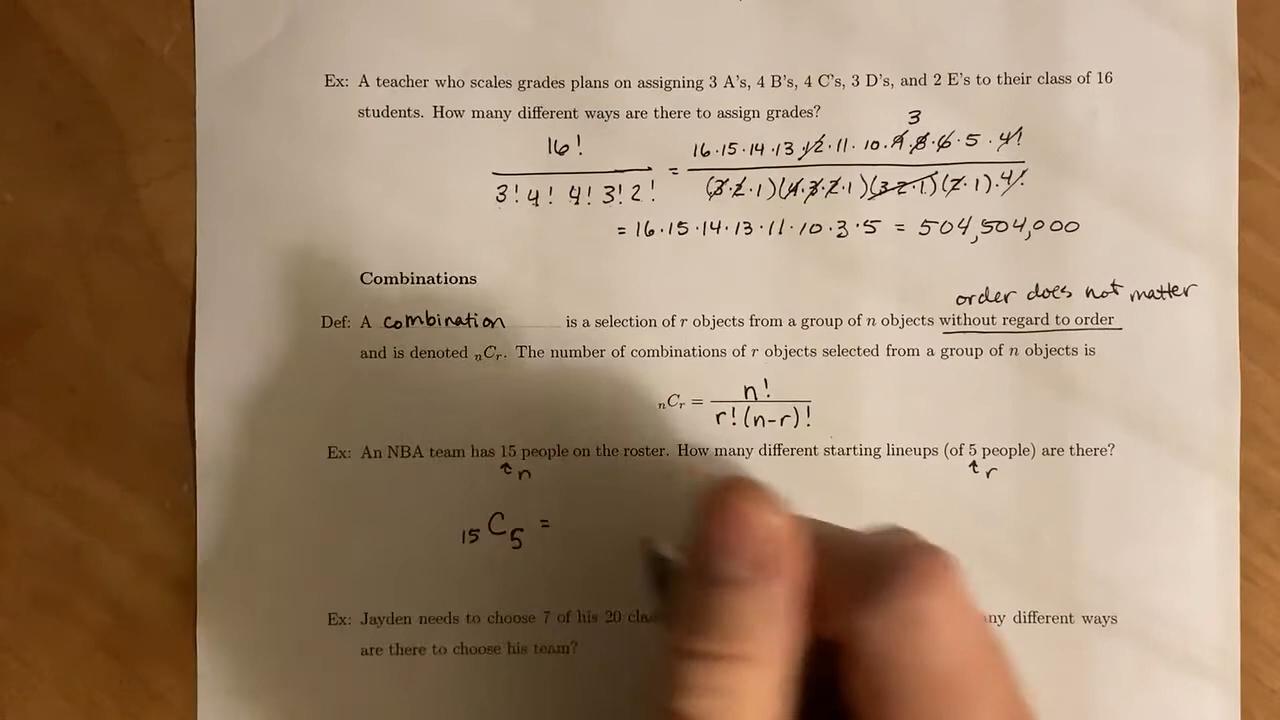 Ex: A teacher who scales grades plans on assigning 3 A's, 4 B's, 4 C's, 3 D's, and 2 E's to their class of 16
students. How many different ways are there to assign grades?
3
16! / 3! 4! 4! 3! 2! = 16·15·14·13·12·11·10·9·8·6·5·4! / (3·2·1)(4·3·2·1)(3·2·1)(2·1)·4!
= 16·15·14·13·11·10·3·5 = 504,504,000
Combinations
order does not matter
Def: A combination is a selection of r objects from a group of n objects without regard to order
and is denoted nCr. The number of combinations of r objects selected from a group of n objects is
nCr = n! / r!(n-r)!
Ex: An NBA team has 15 people on the roster. How many different starting lineups (of 5 people) are there?
↑n ↑r
15C5 =
Ex: Jayden needs to choose 7 of his 20 different ways
are there to choose his team?